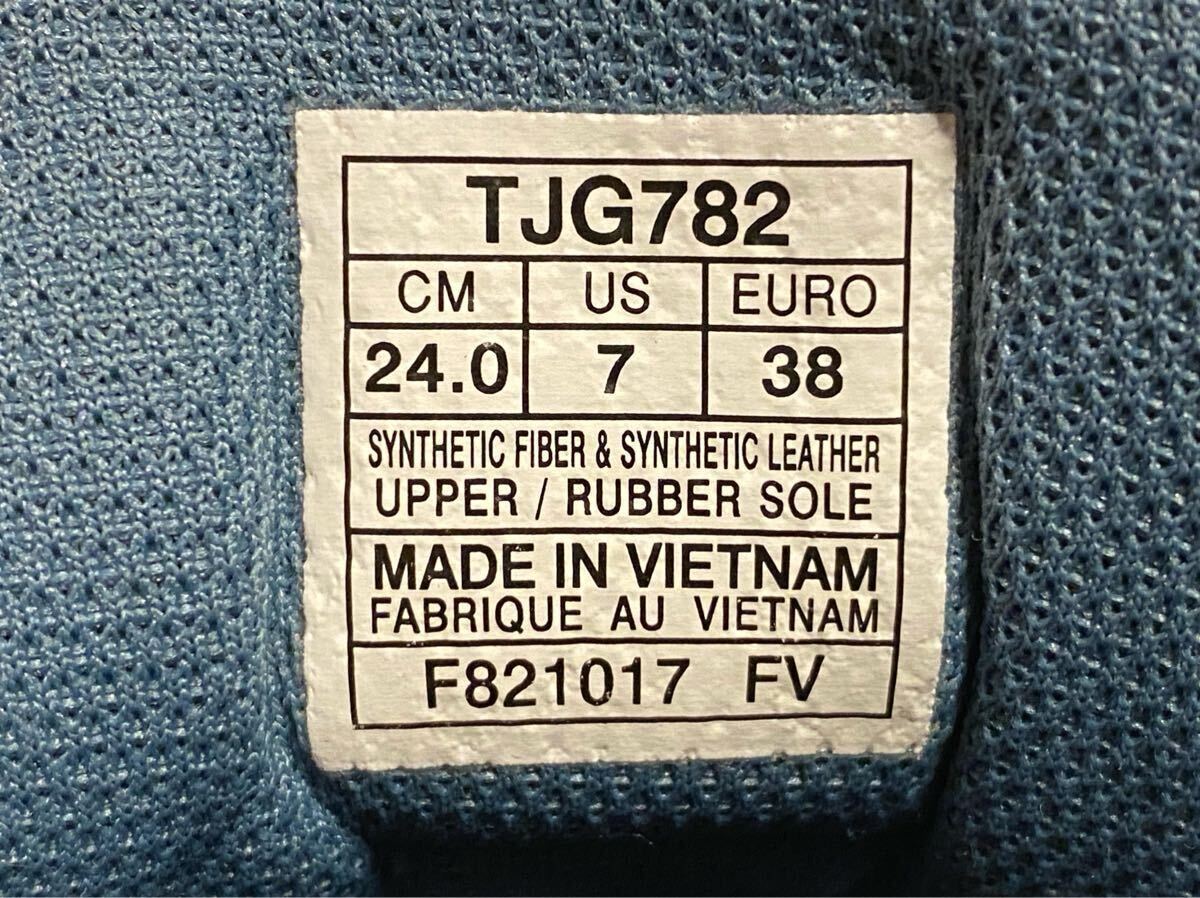 TJG782
CM US EURO
24.0 7 38
SYNTHETIC FIBER & SYNTHETIC LEATHER
UPPER / RUBBER SOLE
MADE IN VIETNAM
FABRIQUE AU VIETNAM
F821017 FV